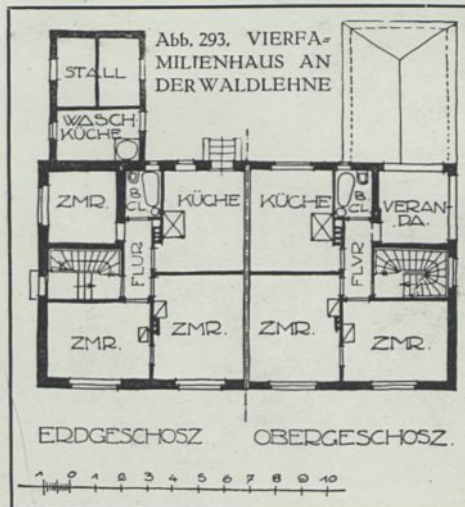 Abb. 293. VIERFA=
MILIENHAUS AN
DER WALDLEHNE
STALL
WASCH
KÜCHE
ZMR.
B.
CL.
KÜCHE
KÜCHE
B.
CL.
VERAN-
DA.
FLUR
FLVR
ZMR.
ZMR.
ZMR.
ZMR.
ERDGESCHOSZ OBERGESCHOSZ.
1 0 1 2 3 4 5 6 7 8 9 10